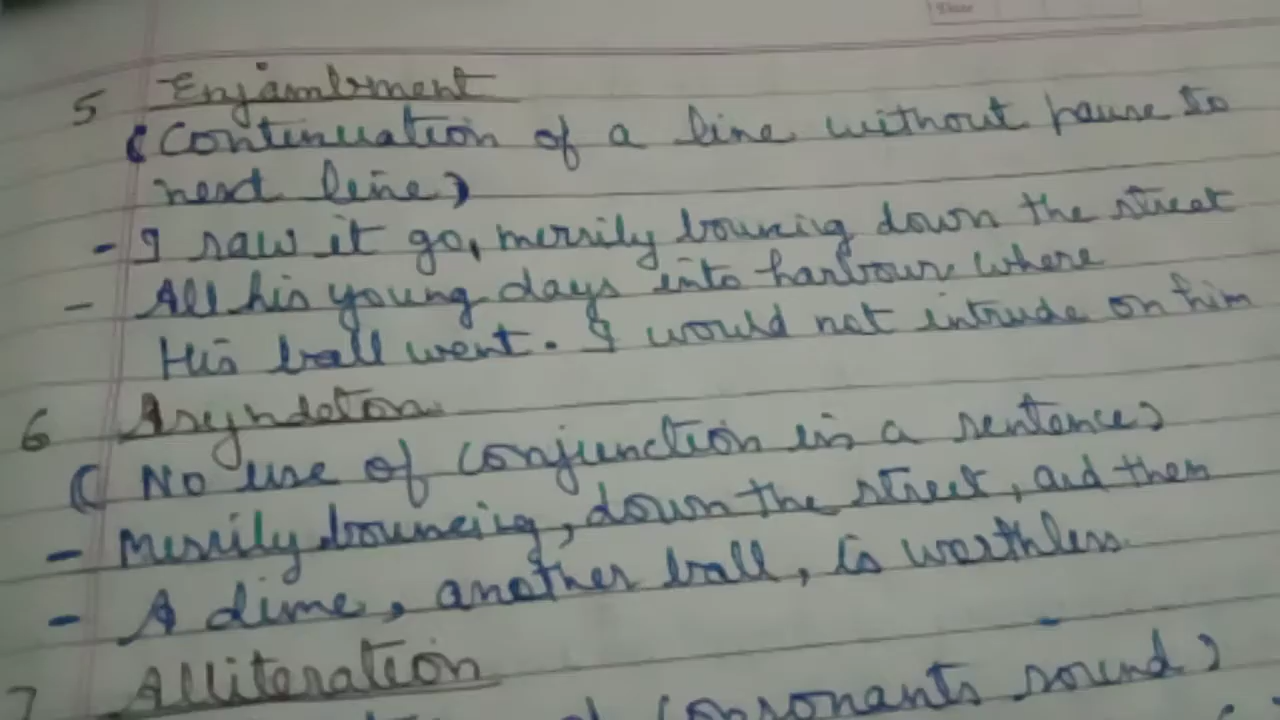 5 Enjambment
(Continuation of a line without pause to
next line)
- I saw it go, merrily bouncing down the street
- All his young days into harbour where
His ball went. I would not intrude on him
6 Asyndeton
( No use of conjunction in a sentence)
- Merrily bouncing, down the street, and then
- A dime, another ball, is worthless
7 Alliteration
consonants sound)